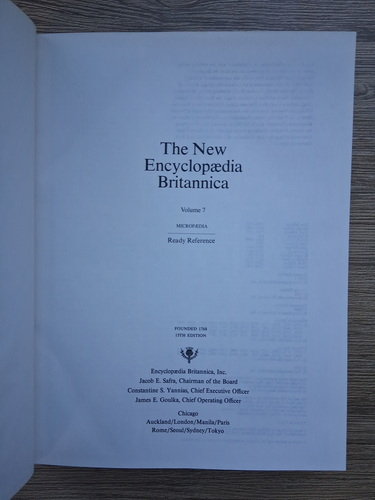 The New
Encyclopædia
Britannica
Volume 7
MICROPÆDIA
Ready Reference
FOUNDED 1768
15TH EDITION
Encyclopædia Britannica, Inc.
Jacob E. Safra, Chairman of the Board
Constantine S. Yannias, Chief Executive Officer
James E. Goulka, Chief Operating Officer
Chicago
Auckland/London/Manila/Paris
Rome/Seoul/Sydney/Tokyo